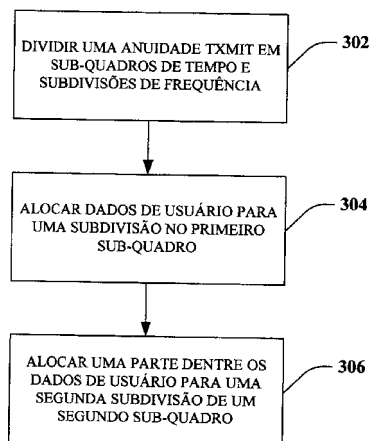 DIVIDIR UMA ANUIDADE TXMIT EM
SUB-QUADROS DE TEMPO E
SUBDIVISÕES DE FREQUÊNCIA
302
ALOCAR DADOS DE USUÁRIO PARA
UMA SUBDIVISÃO NO PRIMEIRO
SUB-QUADRO
304
ALOCAR UMA PARTE DENTRE OS
DADOS DE USUÁRIO PARA UMA
SEGUNDA SUBDIVISÃO DE UM
SEGUNDO SUB-QUADRO
306